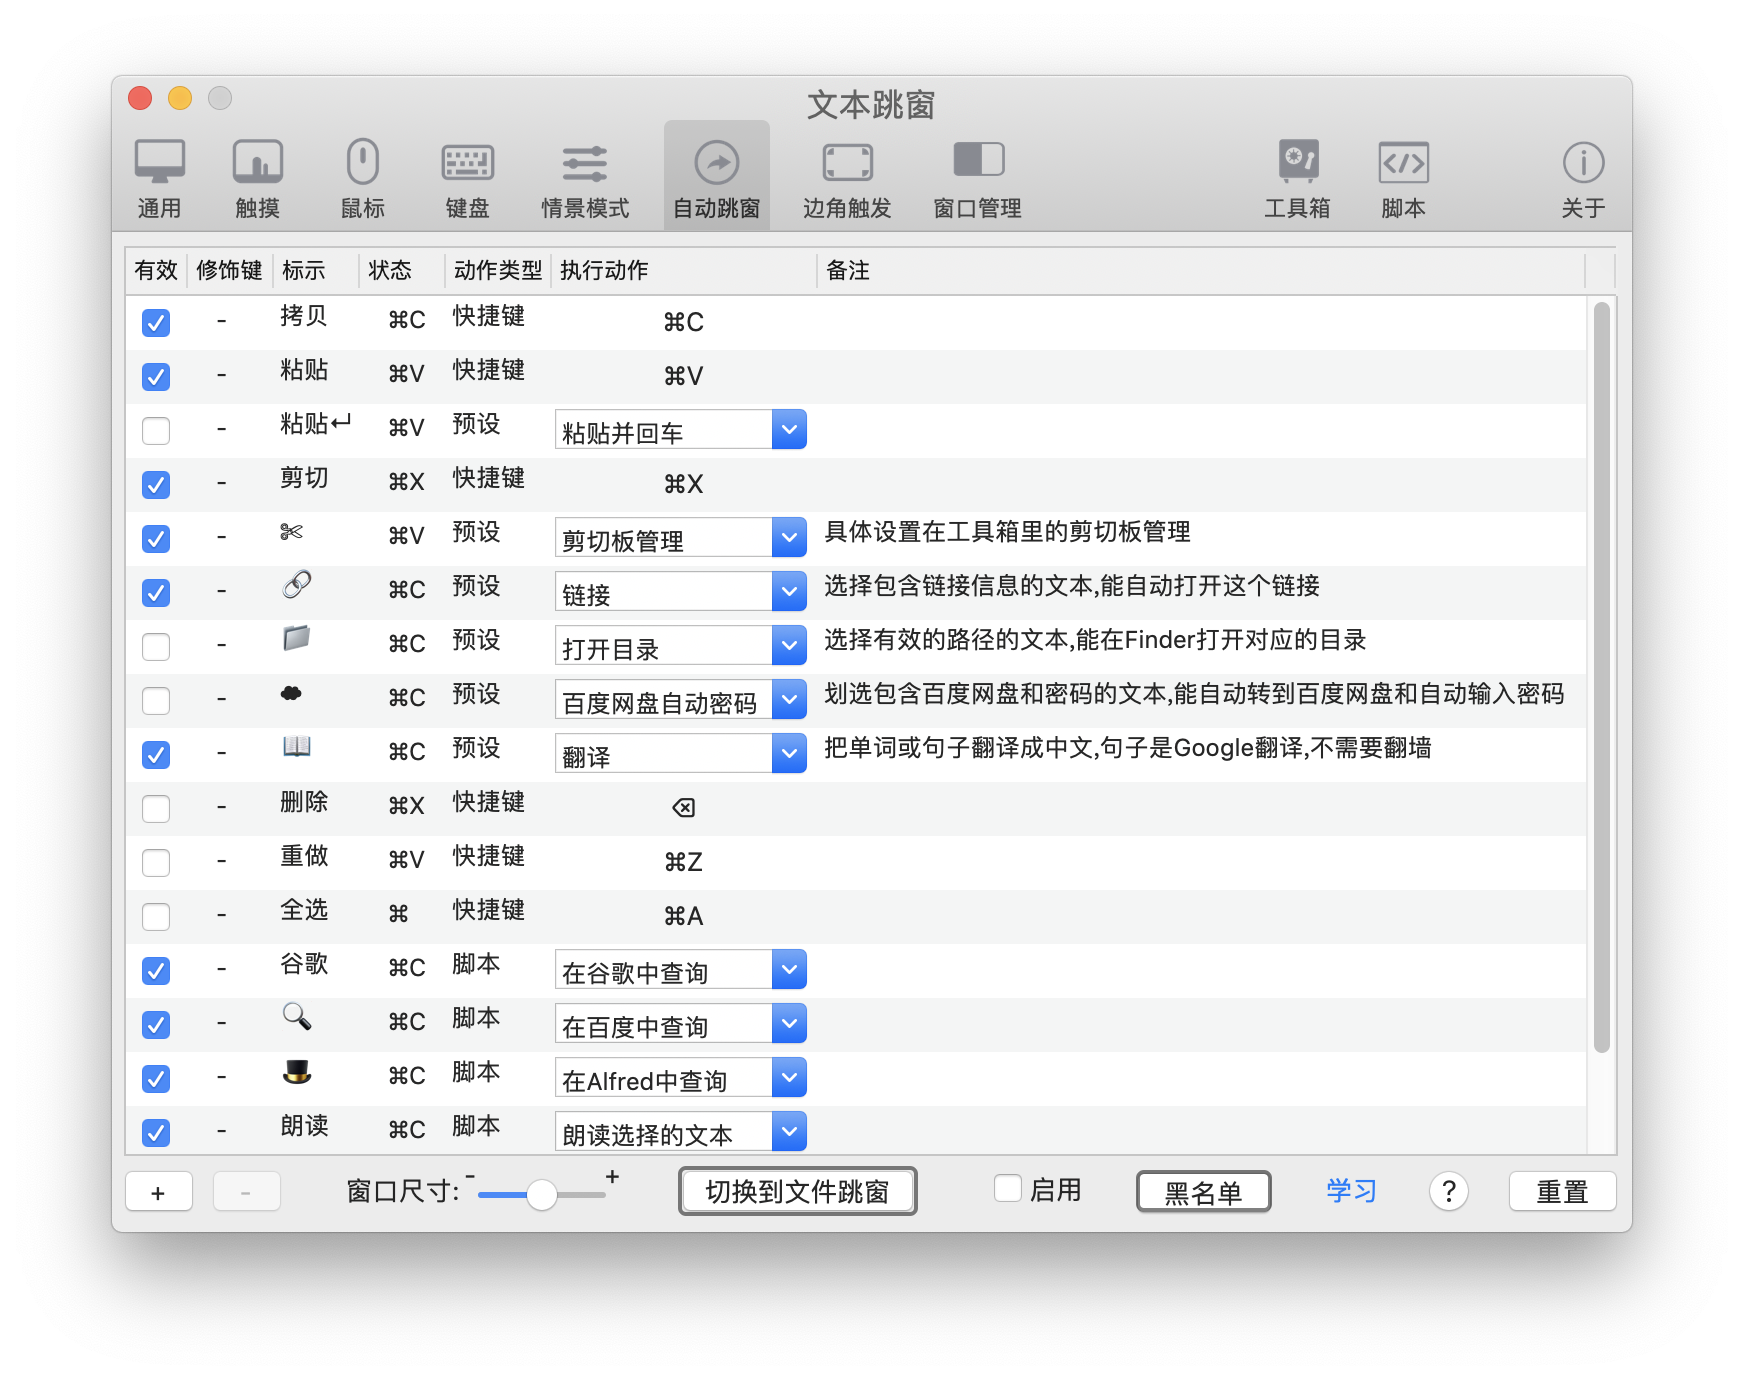 文本跳窗
通用 触摸 鼠标 键盘 情景模式 自动跳窗 边角触发 窗口管理 工具箱 脚本 关于
有效 修饰键 标示 状态 动作类型 执行动作 备注
- 拷贝 ⌘C 快捷键 ⌘C
- 粘贴 ⌘V 快捷键 ⌘V
- 粘贴↵ ⌘V 预设 粘贴并回车
- 剪切 ⌘X 快捷键 ⌘X
- ✄ ⌘V 预设 剪切板管理 具体设置在工具箱里的剪切板管理
- 🔗 ⌘C 预设 链接 选择包含链接信息的文本,能自动打开这个链接
- 📁 ⌘C 预设 打开目录 选择有效的路径的文本,能在Finder打开对应的目录
- ☁ ⌘C 预设 百度网盘自动密码 划选包含百度网盘和密码的文本,能自动转到百度网盘和自动输入密码
- 📖 ⌘C 预设 翻译 把单词或句子翻译成中文,句子是Google翻译,不需要翻墙
- 删除 ⌘X 快捷键 ⌫
- 重做 ⌘V 快捷键 ⌘Z
- 全选 ⌘ 快捷键 ⌘A
- 谷歌 ⌘C 脚本 在谷歌中查询
- 🔍 ⌘C 脚本 在百度中查询
- 🎩 ⌘C 脚本 在Alfred中查询
- 朗读 ⌘C 脚本 朗读选择的文本
+ - 窗口尺寸: - + 切换到文件跳窗 启用 黑名单 学习 ? 重置